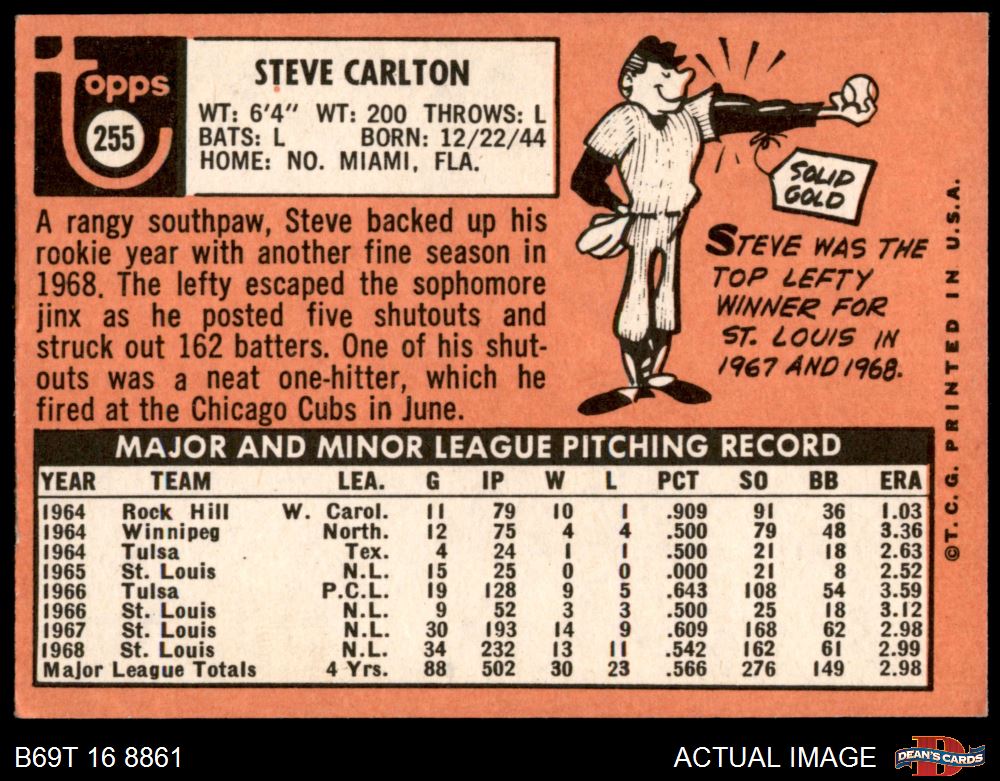 Topps
255
STEVE CARLTON
WT: 6'4" WT: 200 THROWS: L
BATS: L BORN: 12/22/44
HOME: NO. MIAMI, FLA.
A rangy southpaw, Steve backed up his
rookie year with another fine season in
1968. The lefty escaped the sophomore
jinx as he posted five shutouts and
struck out 162 batters. One of his shut-
outs was a neat one-hitter, which he
fired at the Chicago Cubs in June.
SOLID
GOLD
STEVE WAS THE
TOP LEFTY
WINNER FOR
ST. LOUIS IN
1967 AND 1968.
©T. C. G. PRINTED IN U.S.A.
MAJOR AND MINOR LEAGUE PITCHING RECORD
YEAR TEAM LEA. G IP W L PCT SO BB ERA
1964 Rock Hill W. Carol. 11 79 10 1 .909 91 36 1.03
1964 Winnipeg North. 12 75 4 4 .500 79 48 3.36
1964 Tulsa Tex. 4 24 1 1 .500 21 18 2.63
1965 St. Louis N.L. 15 25 0 0 .000 21 8 2.52
1966 Tulsa P.C.L. 19 128 9 5 .643 108 54 3.59
1966 St. Louis N.L. 9 52 3 3 .500 25 18 3.12
1967 St. Louis N.L. 30 193 14 9 .609 168 62 2.98
1968 St. Louis N.L. 34 232 13 11 .542 162 61 2.99
Major League Totals 4 Yrs. 88 502 30 23 .566 276 149 2.98
B69T 16 8861
ACTUAL IMAGE
DEAN'S CARDS